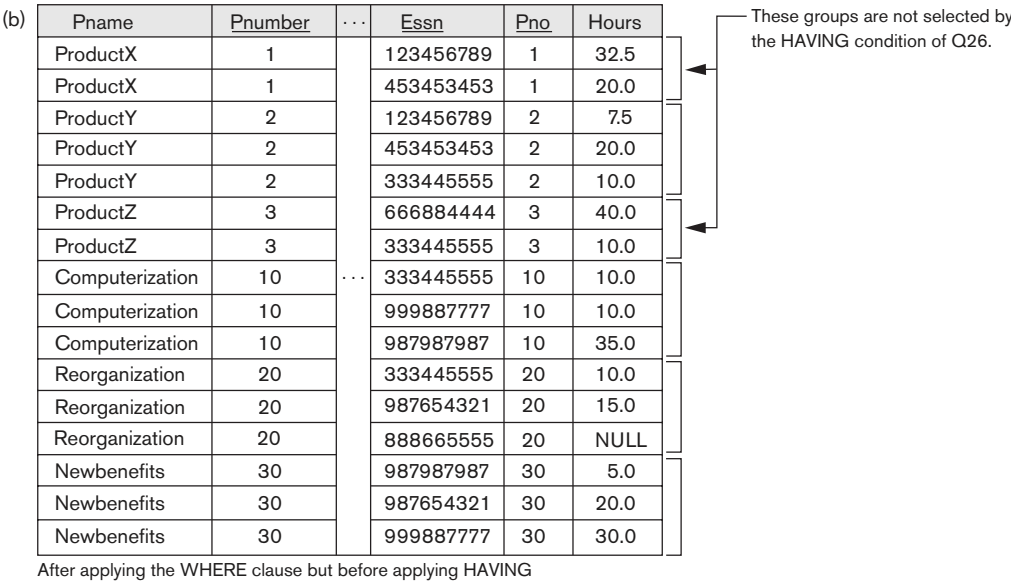 (b) Pname Pnumber ... Essn Pno Hours
ProductX 1 123456789 1 32.5
ProductX 1 453453453 1 20.0
ProductY 2 123456789 2 7.5
ProductY 2 453453453 2 20.0
ProductY 2 333445555 2 10.0
ProductZ 3 666884444 3 40.0
ProductZ 3 333445555 3 10.0
Computerization 10 ... 333445555 10 10.0
Computerization 10 999887777 10 10.0
Computerization 10 987987987 10 35.0
Reorganization 20 333445555 20 10.0
Reorganization 20 987654321 20 15.0
Reorganization 20 888665555 20 NULL
Newbenefits 30 987987987 30 5.0
Newbenefits 30 987654321 30 20.0
Newbenefits 30 999887777 30 30.0
After applying the WHERE clause but before applying HAVING
These groups are not selected by
the HAVING condition of Q26.